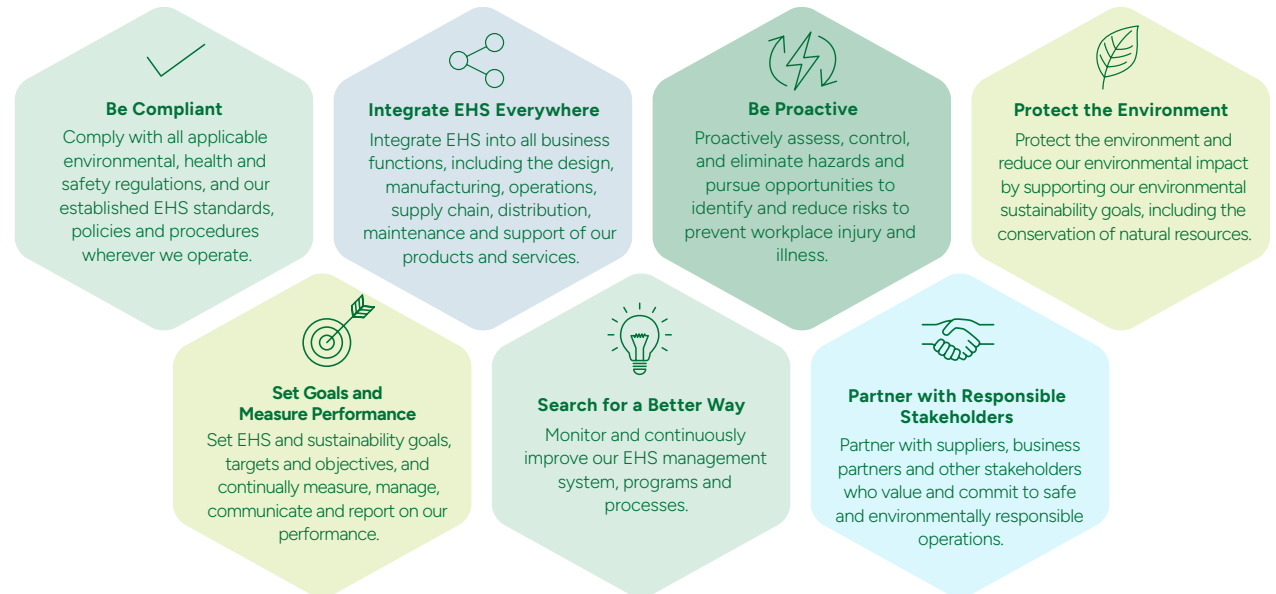 Be Compliant
Comply with all applicable
environmental, health and
safety regulations, and our
established EHS standards,
policies and procedures
wherever we operate.
Integrate EHS Everywhere
Integrate EHS into all business
functions, including the design,
manufacturing, operations,
supply chain, distribution,
maintenance and support of our
products and services.
Be Proactive
Proactively assess, control,
and eliminate hazards and
pursue opportunities to
identify and reduce risks to
prevent workplace injury and
illness.
Protect the Environment
Protect the environment and
reduce our environmental impact
by supporting our environmental
sustainability goals, including the
conservation of natural resources.
Set Goals and
Measure Performance
Set EHS and sustainability goals,
targets and objectives, and
continually measure, manage,
communicate and report on our
performance.
Search for a Better Way
Monitor and continuously
improve our EHS management
system, programs and
processes.
Partner with Responsible
Stakeholders
Partner with suppliers, business
partners and other stakeholders
who value and commit to safe
and environmentally responsible
operations.